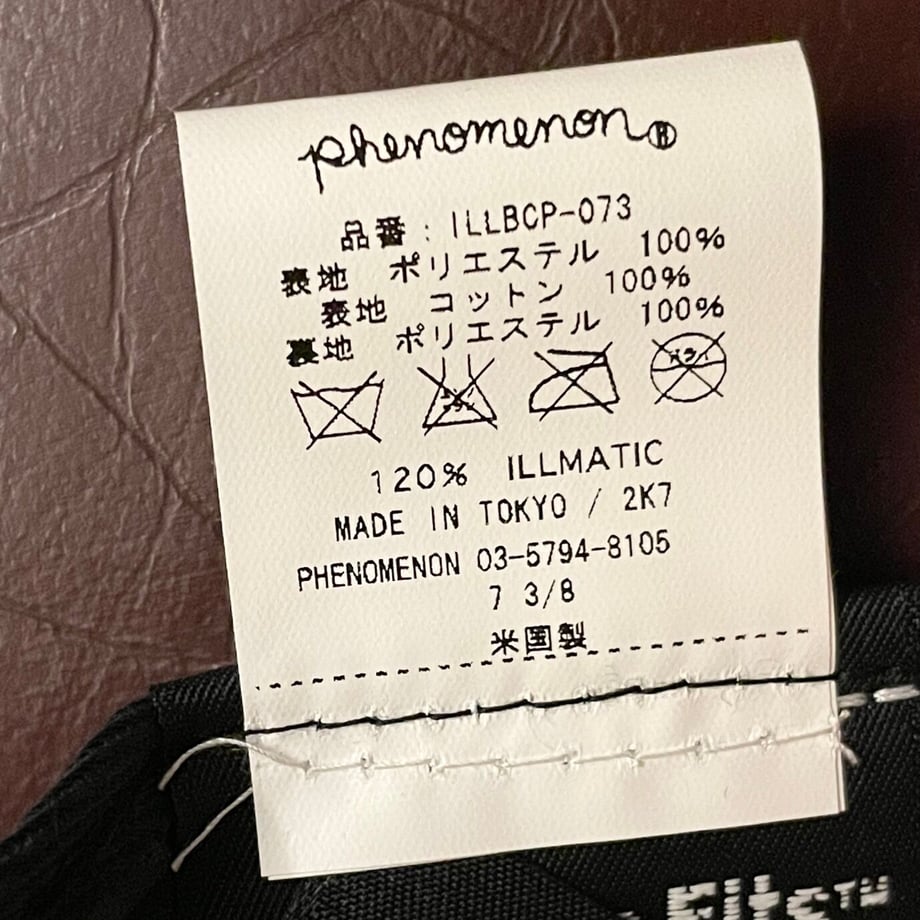 phenomenon®
品番：ILLBCP-073
表地　ポリエステル　100%
表地　コットン　100%
裏地　ポリエステル　100%
120%　ILLMATIC
MADE IN TOKYO / 2K7
PHENOMENON 03-5794-8105
7 3/8
米国製